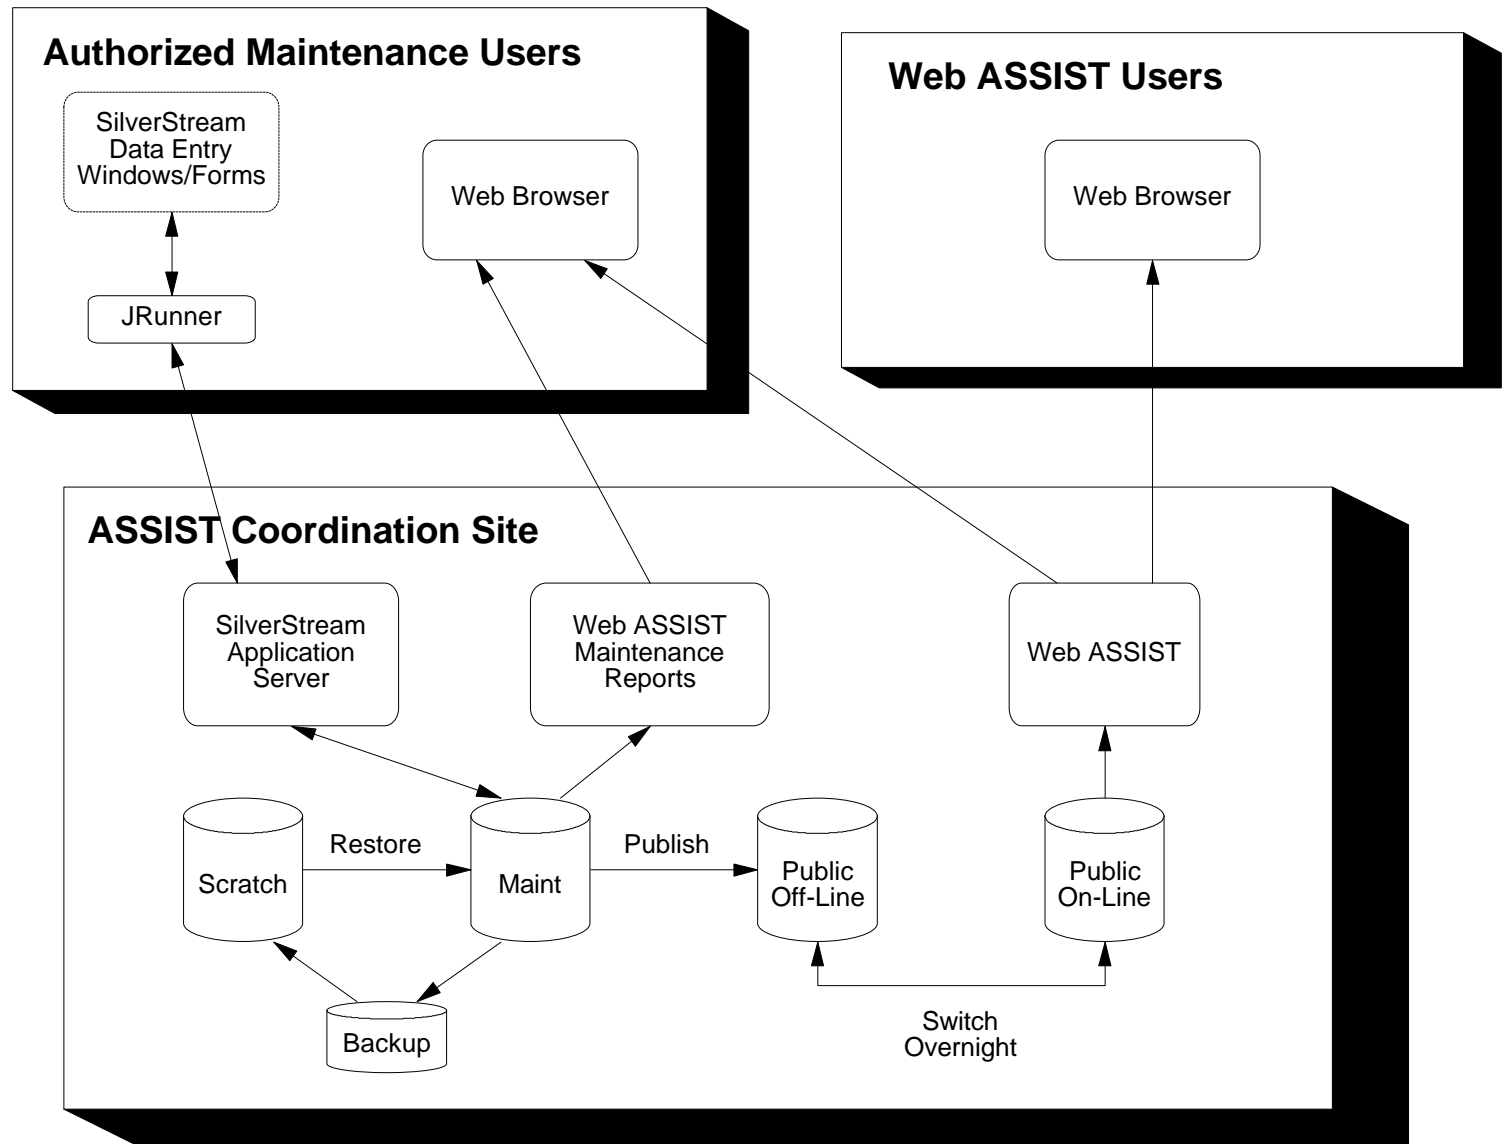 Authorized Maintenance Users
SilverStream
Data Entry
Windows/Forms
Web Browser
JRunner
Web ASSIST Users
Web Browser
ASSIST Coordination Site
SilverStream
Application
Server
Web ASSIST
Maintenance
Reports
Web ASSIST
Scratch
Restore
Maint
Publish
Public
Off-Line
Public
On-Line
Backup
Switch
Overnight